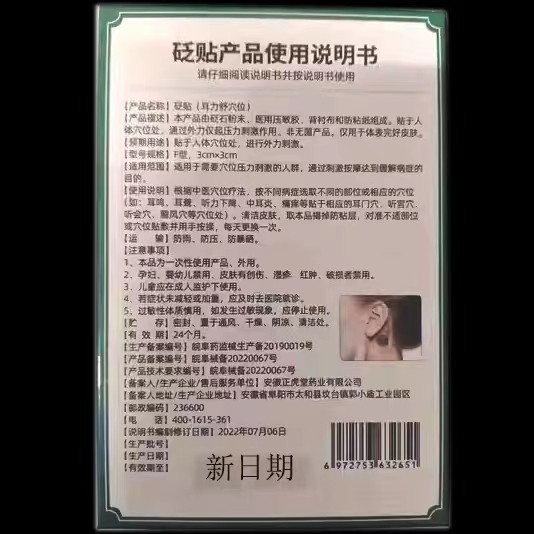 砭贴产品使用说明书
请仔细阅读说明书并按说明书使用
【产品名称】砭贴（耳力舒穴位）
【产品描述】本产品由砭石粉末、医用压敏胶、背衬布和防粘纸组成。贴于人
体穴位处，通过外力仅起压力刺激作用。非无菌产品。仅用于体表完好皮肤。
【预期用途】贴于人体穴位处，进行外力刺激。
【型号规格】F型，3cm×3cm
【适用范围】适用于需要穴位压力刺激的人群，通过刺激按摩达到缓解病症的
目的。
【使用说明】根据中医穴位疗法，按不同病症选取不同的部位或相应的穴位
（如：耳鸣、耳聋、听力下降、中耳炎、瘙痒等贴于相应的耳门穴、听宫穴、
听会穴、翳风穴等穴位处）。清洁皮肤，取本品揭掉防粘层，对准不适部位
或穴位贴敷并用手按揉，每天更换一次。
【运 输】防雨、防压、防暴晒。
【注意事项】
1、本品为一次性使用产品、外用。
2、孕妇、婴幼儿禁用，皮肤有创伤、湿疹、红肿、破损者禁用。
3、儿童应在成人监护下使用。
4、若症状未减轻或加重，应及时去医院就诊。
5、过敏性体质慎用，如发生过敏现象，应停止使用。
【贮 存】密封、置于通风、干燥、阴凉、清洁处。
【有 效 期】24个月。
【生产备案编号】皖阜药监械生产备20190019号
【产品备案编号】皖阜械备20220067号
【产品技术要求编号】皖阜械备20220067号
【备案人/生产企业/售后服务单位】安徽正虎堂药业有限公司
【备案人地址/生产企业地址】安徽省阜阳市太和县坟台镇郭小庙工业园区
【邮政编码】236600
【电 话】400-1615-361
【说明书编制修订日期】2022年07月06日
【生产批号】
【生产日期】
【有效期至】
新日期
6 972753 632651